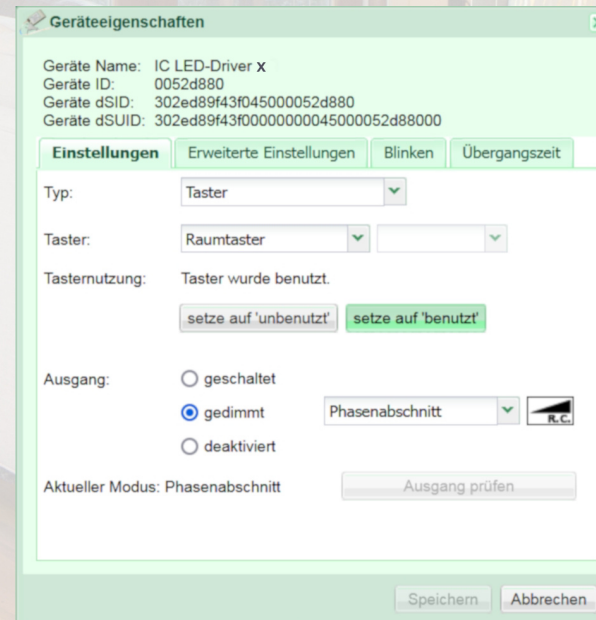 Geräteeigenschaften
Geräte Name: IC LED-Driver x
Geräte ID: 0052d880
Geräte dSID: 302ed89f43f045000052d880
Geräte dSUID: 302ed89f43f00000000045000052d88000
Einstellungen Erweiterte Einstellungen Blinken Übergangszeit
Typ: Taster
Taster: Raumtaster
Tasternutzung: Taster wurde benutzt.
setze auf 'unbenutzt' setze auf 'benutzt'
Ausgang: geschaltet
gedimmt Phasenabschnitt R.C.
deaktiviert
Aktueller Modus: Phasenabschnitt Ausgang prüfen
Speichern Abbrechen